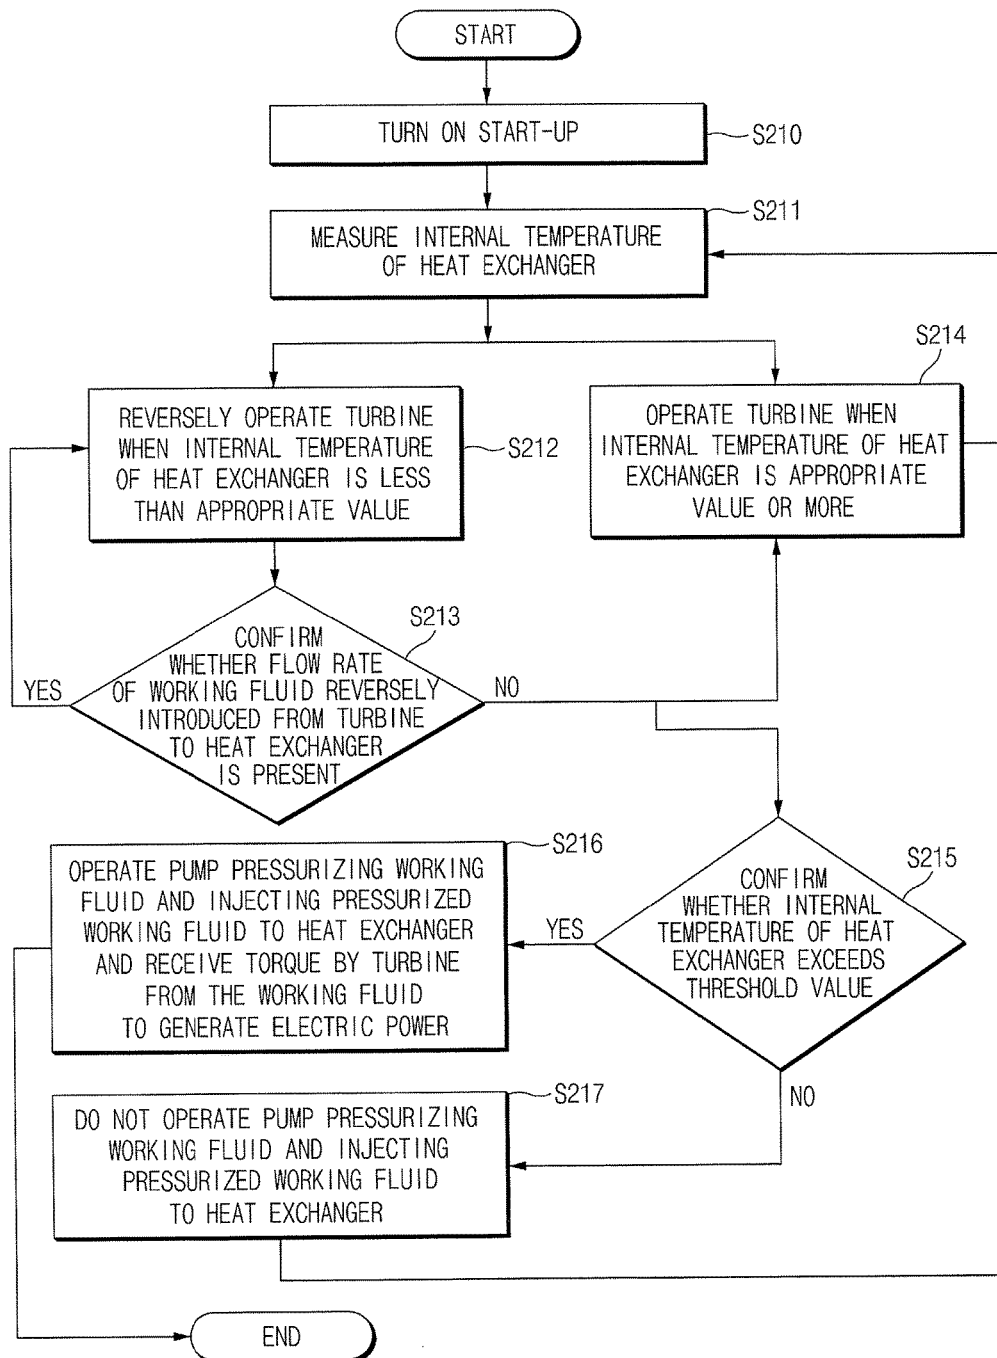 START
TURN ON START-UP
S210
S211
MEASURE INTERNAL TEMPERATURE
OF HEAT EXCHANGER
S214
REVERSELY OPERATE TURBINE
WHEN INTERNAL TEMPERATURE
OF HEAT EXCHANGER IS LESS
THAN APPROPRIATE VALUE
S212
OPERATE TURBINE WHEN
INTERNAL TEMPERATURE OF HEAT
EXCHANGER IS APPROPRIATE
VALUE OR MORE
S213
CONFIRM
WHETHER FLOW RATE
OF WORKING FLUID REVERSELY
INTRODUCED FROM TURBINE
TO HEAT EXCHANGER
IS PRESENT
YES
NO
S216
OPERATE PUMP PRESSURIZING WORKING
FLUID AND INJECTING PRESSURIZED
WORKING FLUID TO HEAT EXCHANGER
AND RECEIVE TORQUE BY TURBINE
FROM THE WORKING FLUID
TO GENERATE ELECTRIC POWER
YES
S215
CONFIRM
WHETHER INTERNAL
TEMPERATURE OF HEAT
EXCHANGER EXCEEDS
THRESHOLD VALUE
NO
S217
DO NOT OPERATE PUMP PRESSURIZING
WORKING FLUID AND INJECTING
PRESSURIZED WORKING FLUID
TO HEAT EXCHANGER
END